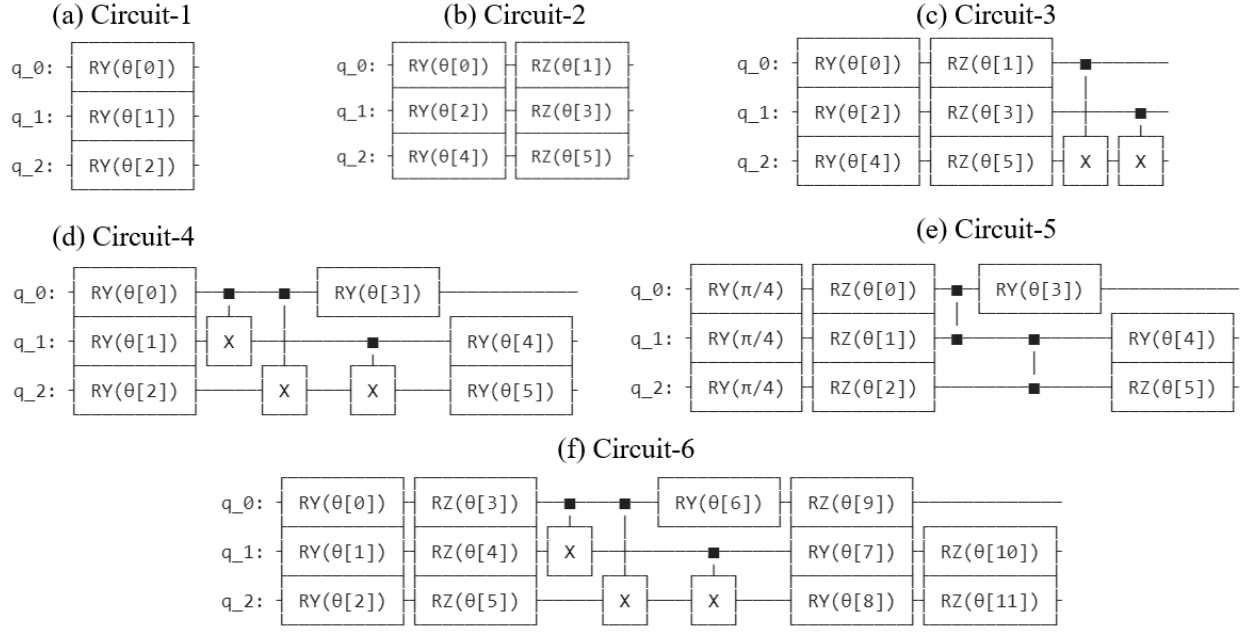 (a) Circuit-1
q_0: RY(θ[0])
q_1: RY(θ[1])
q_2: RY(θ[2])
(b) Circuit-2
q_0: RY(θ[0]) RZ(θ[1])
q_1: RY(θ[2]) RZ(θ[3])
q_2: RY(θ[4]) RZ(θ[5])
(c) Circuit-3
q_0: RY(θ[0]) RZ(θ[1])
q_1: RY(θ[2]) RZ(θ[3])
q_2: RY(θ[4]) RZ(θ[5]) X X
(d) Circuit-4
q_0: RY(θ[0]) RY(θ[3])
q_1: RY(θ[1]) X RY(θ[4])
q_2: RY(θ[2]) X X RY(θ[5])
(e) Circuit-5
q_0: RY(π/4) RZ(θ[0]) RY(θ[3])
q_1: RY(π/4) RZ(θ[1]) RY(θ[4])
q_2: RY(π/4) RZ(θ[2]) RZ(θ[5])
(f) Circuit-6
q_0: RY(θ[0]) RZ(θ[3]) RY(θ[6]) RZ(θ[9])
q_1: RY(θ[1]) RZ(θ[4]) X RY(θ[7]) RZ(θ[10])
q_2: RY(θ[2]) RZ(θ[5]) X X RY(θ[8]) RZ(θ[11])